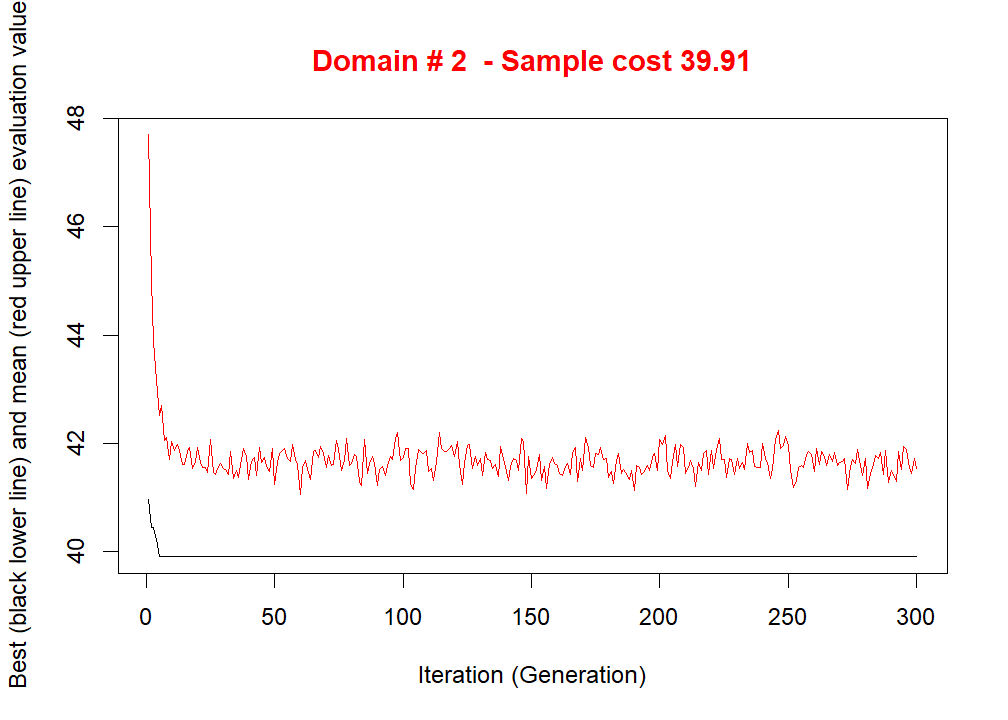 Domain # 2  - Sample cost 39.91
Best (black lower line) and mean (red upper line) evaluation value
48
46
44
42
40
0 50 100 150 200 250 300
Iteration (Generation)